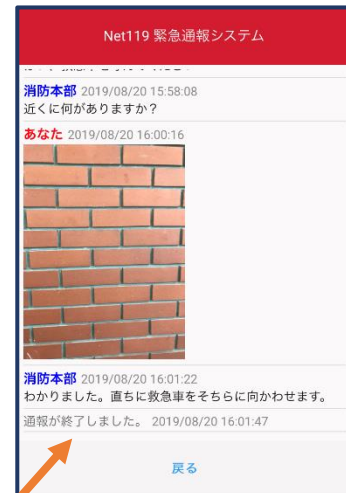 Net119 緊急通報システム
消防本部 2019/08/20 15:58:08
近くに何がありますか？
あなた 2019/08/20 16:00:16
消防本部 2019/08/20 16:01:22
わかりました。直ちに救急車をそちらに向かわせます。
通報が終了しました。 2019/08/20 16:01:47
戻る